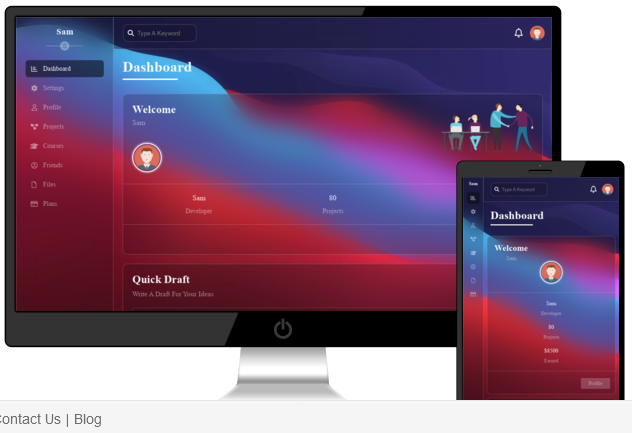 Sam
Type A Keyword
Dashboard
Settings
Profile
Projects
Courses
Friends
Files
Plans
Dashboard
Welcome
Sam
Sam
Developer
80
Projects
Quick Draft
Write A Draft For Your Ideas
Sam
Type A Keyword
Dashboard
Welcome
Sam
Sam
Developer
80
Projects
$8500
Earned
Profile
Contact Us | Blog